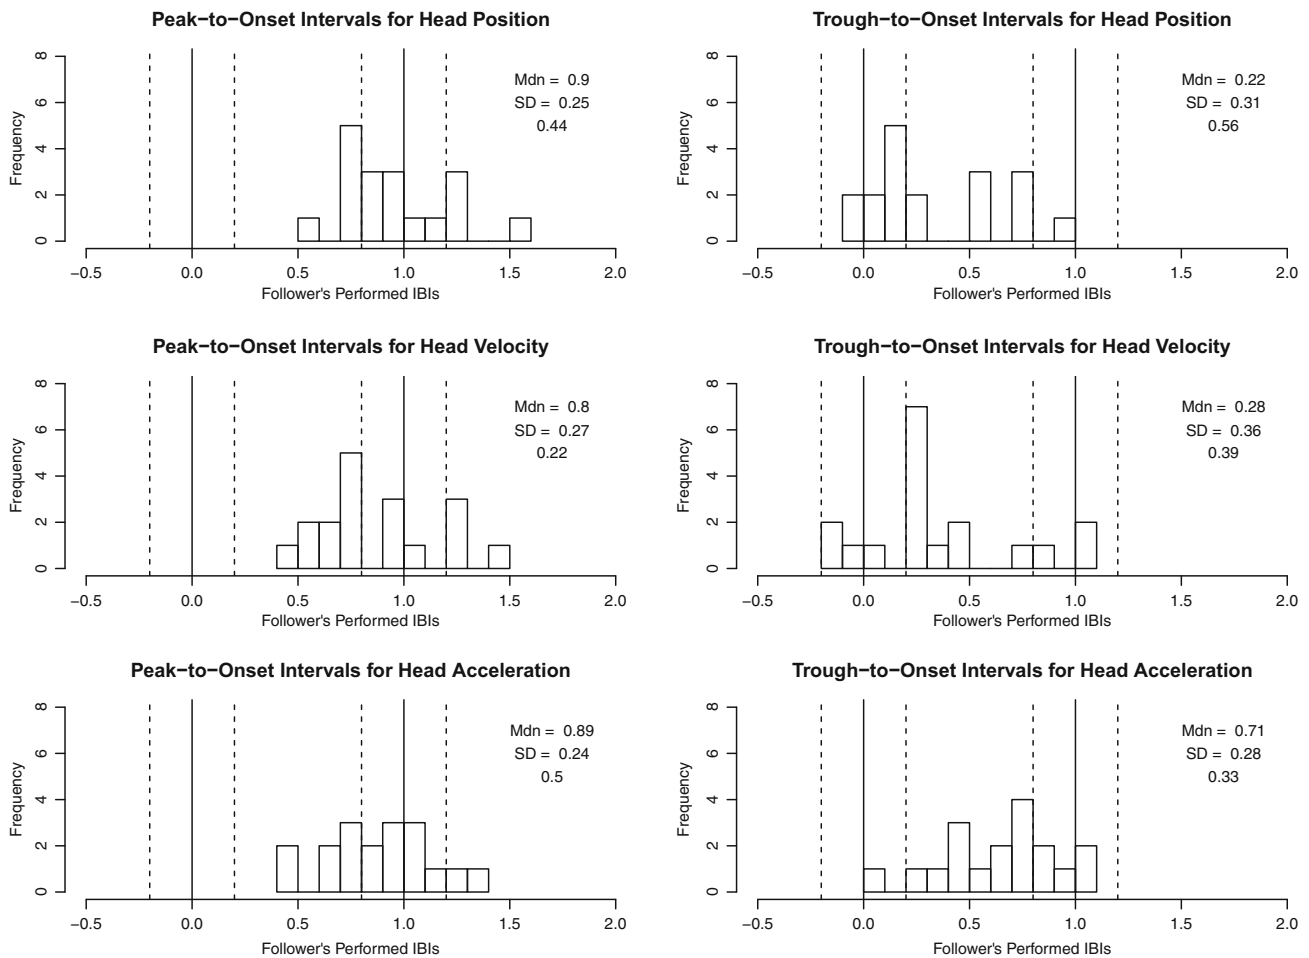 Peak−to−Onset Intervals for Head Position
Mdn = 0.9
SD = 0.25
0.44
Frequency
0 2 4 6 8
−0.5 0.0 0.5 1.0 1.5 2.0
Follower's Performed IBIs
Trough−to−Onset Intervals for Head Position
Mdn = 0.22
SD = 0.31
0.56
Frequency
0 2 4 6 8
−0.5 0.0 0.5 1.0 1.5 2.0
Follower's Performed IBIs
Peak−to−Onset Intervals for Head Velocity
Mdn = 0.8
SD = 0.27
0.22
Frequency
0 2 4 6 8
−0.5 0.0 0.5 1.0 1.5 2.0
Follower's Performed IBIs
Trough−to−Onset Intervals for Head Velocity
Mdn = 0.28
SD = 0.36
0.39
Frequency
0 2 4 6 8
−0.5 0.0 0.5 1.0 1.5 2.0
Follower's Performed IBIs
Peak−to−Onset Intervals for Head Acceleration
Mdn = 0.89
SD = 0.24
0.5
Frequency
0 2 4 6 8
−0.5 0.0 0.5 1.0 1.5 2.0
Follower's Performed IBIs
Trough−to−Onset Intervals for Head Acceleration
Mdn = 0.71
SD = 0.28
0.33
Frequency
0 2 4 6 8
−0.5 0.0 0.5 1.0 1.5 2.0
Follower's Performed IBIs